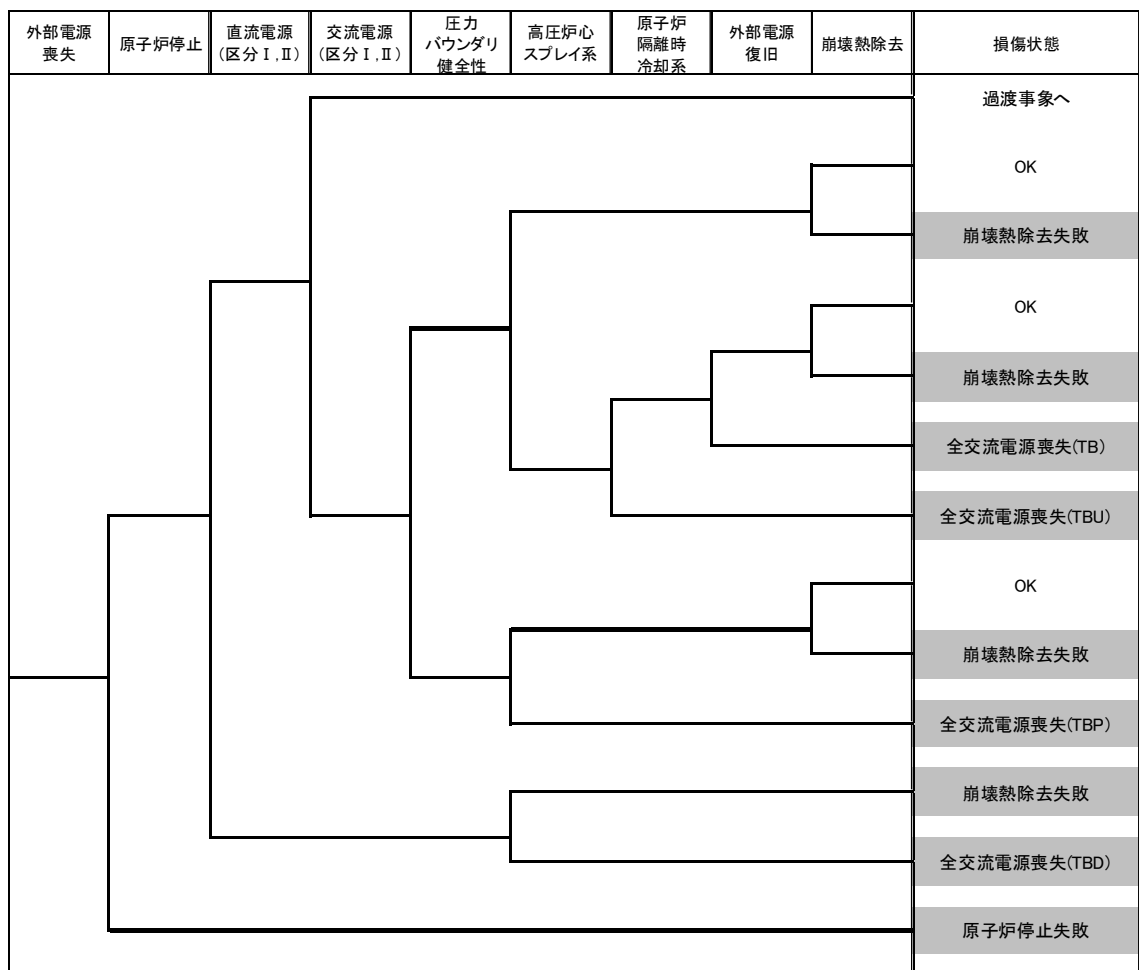 外部電源
喪失
原子炉停止
直流電源
(区分Ⅰ,Ⅱ)
交流電源
(区分Ⅰ,Ⅱ)
圧力
バウンダリ
健全性
高圧炉心
スプレイ系
原子炉
隔離時
冷却系
外部電源
復旧
崩壊熱除去
損傷状態
過渡事象へ
OK
崩壊熱除去失敗
OK
崩壊熱除去失敗
全交流電源喪失(TB)
全交流電源喪失(TBU)
OK
崩壊熱除去失敗
全交流電源喪失(TBP)
崩壊熱除去失敗
全交流電源喪失(TBD)
原子炉停止失敗